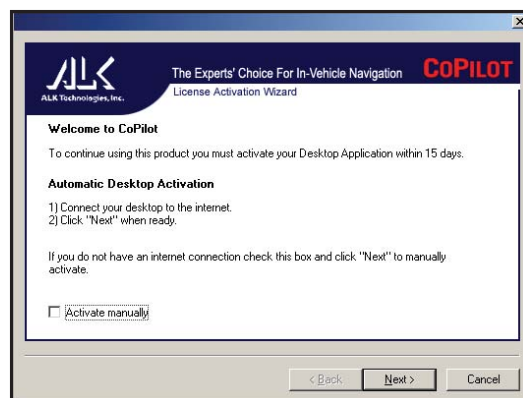 ALK
ALK Technologies, Inc.
The Experts' Choice For In-Vehicle Navigation
COPILOT
License Activation Wizard
Welcome to CoPilot
To continue using this product you must activate your Desktop Application within 15 days.
Automatic Desktop Activation
1) Connect your desktop to the internet.
2) Click "Next" when ready.
If you do not have an internet connection check this box and click "Next" to manually
activate.
Activate manually
< Back
Next >
Cancel